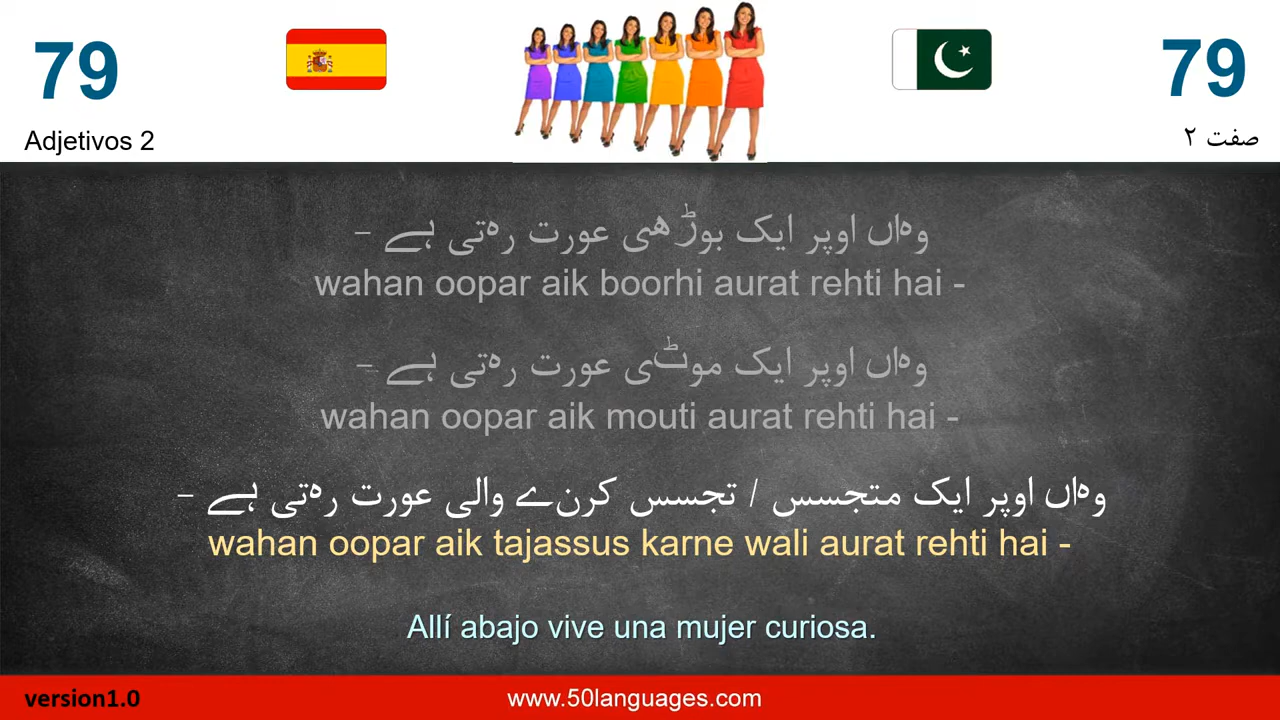 79
79
Adjetivos 2
صفت ۲
وہاں اوپر ایک بوڑھی عورت رہتی ہے –
wahan oopar aik boorhi aurat rehti hai -
وہاں اوپر ایک موٹی عورت رہتی ہے –
wahan oopar aik mouti aurat rehti hai -
وہاں اوپر ایک متجسس / تجسس کرنے والی عورت رہتی ہے –
wahan oopar aik tajassus karne wali aurat rehti hai -
Allí abajo vive una mujer curiosa.
version1.0
www.50languages.com